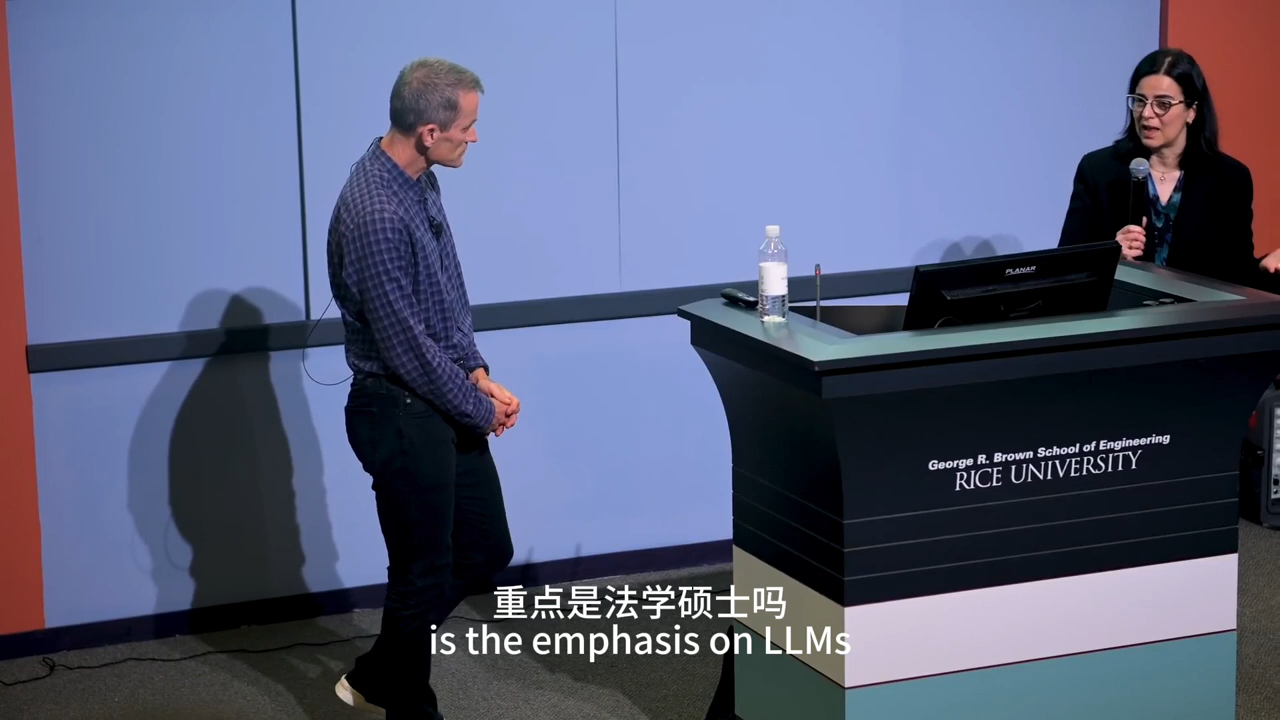 PLANAR
George R. Brown School of Engineering
RICE UNIVERSITY
重点是法学硕士吗
is the emphasis on LLMs